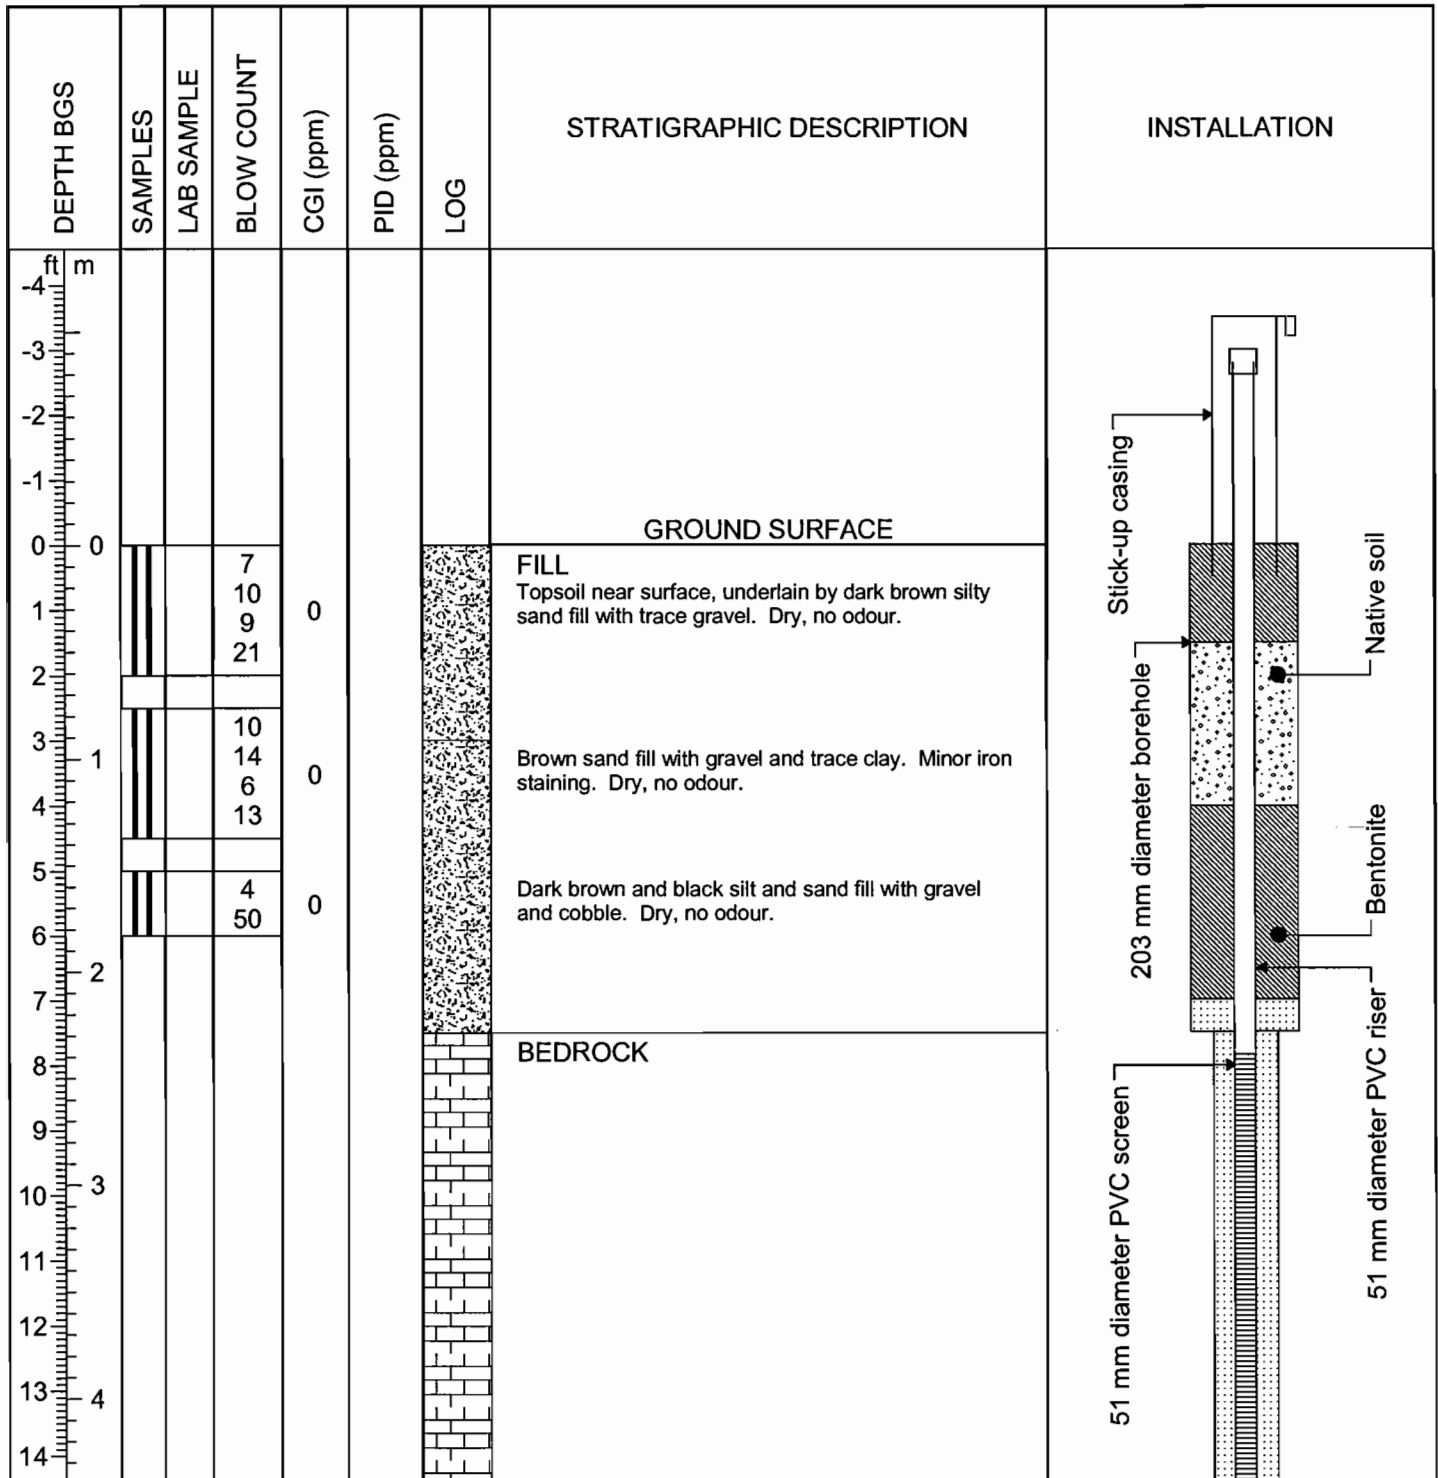 DEPTH BGS
SAMPLES
LAB SAMPLE
BLOW COUNT
CGI (ppm)
PID (ppm)
LOG
STRATIGRAPHIC DESCRIPTION
INSTALLATION
ft m
-4
-3
-2
-1
0
1
2
3
4
5
6
7
8
9
10
11
12
13
14
0
1
2
3
4
7
10
9
21
10
14
6
13
4
50
0
0
0
GROUND SURFACE
FILL
Topsoil near surface, underlain by dark brown silty
sand fill with trace gravel. Dry, no odour.
Brown sand fill with gravel and trace clay. Minor iron
staining. Dry, no odour.
Dark brown and black silt and sand fill with gravel
and cobble. Dry, no odour.
BEDROCK
Stick-up casing
203 mm diameter borehole
51 mm diameter PVC screen
Native soil
Bentonite
51 mm diameter PVC riser